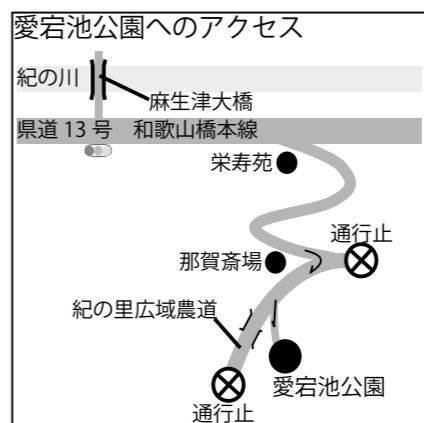 愛宕池公園へのアクセス
紀の川
麻生津大橋
県道13号　和歌山橋本線
栄寿苑
通行止
那賀斎場
紀の里広域農道
愛宕池公園
通行止